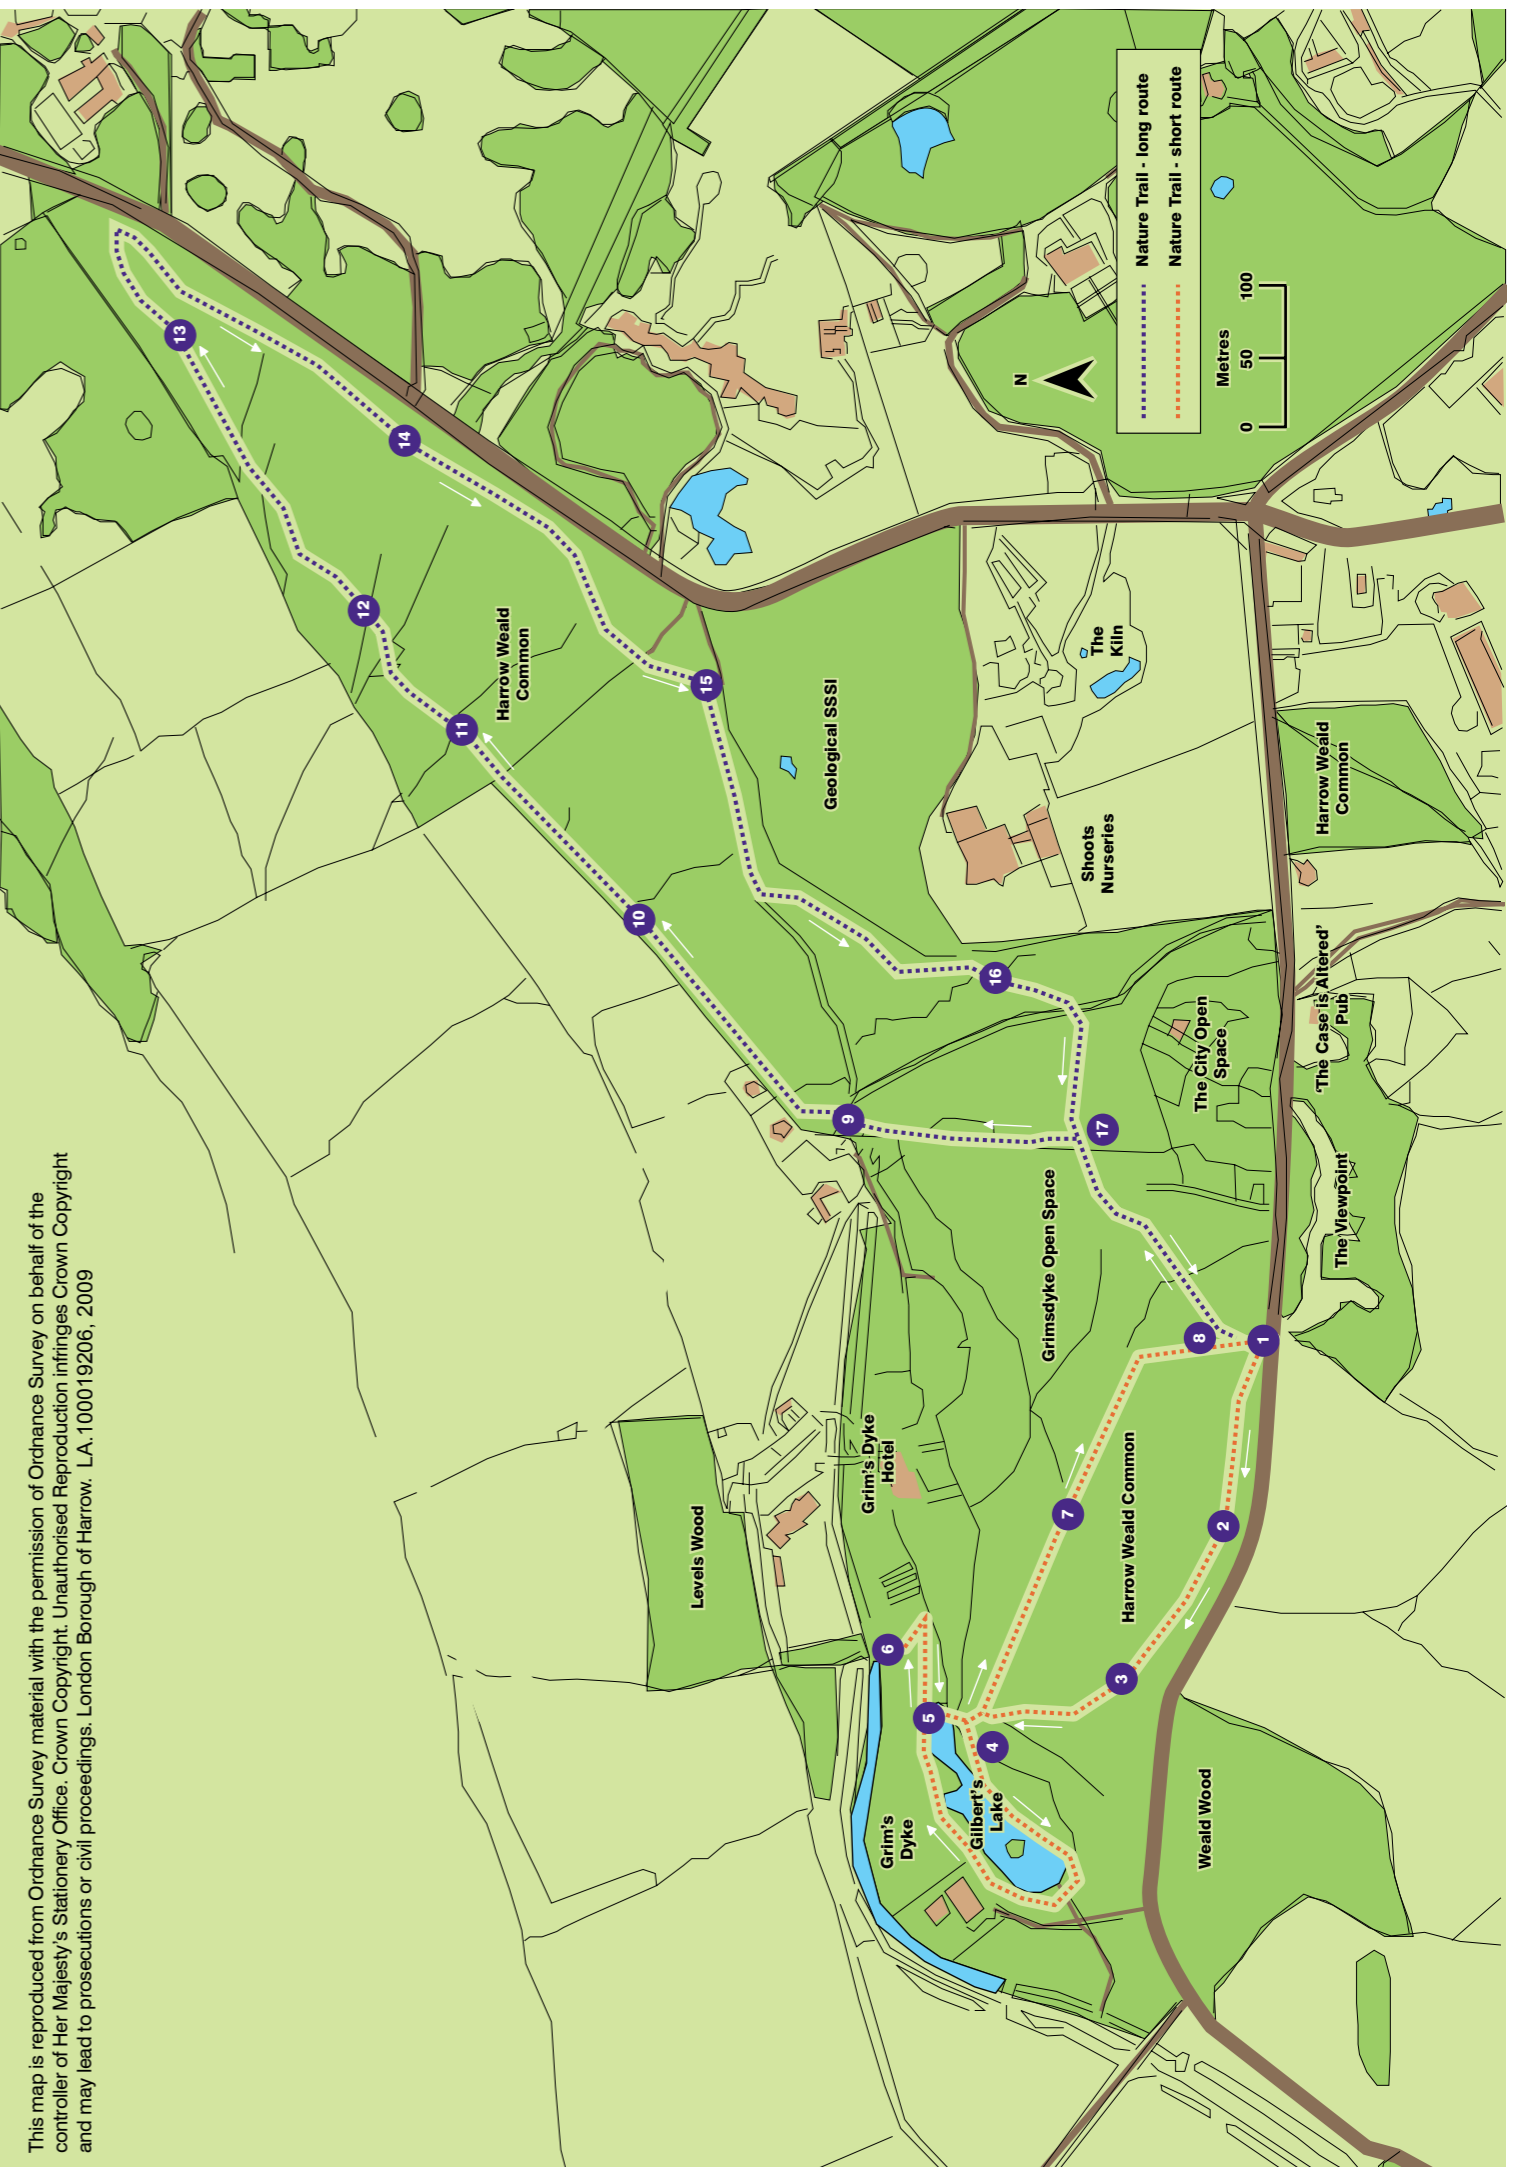 This map is reproduced from Ordnance Survey material with the permission of Ordnance Survey on behalf of the
controller of Her Majesty's Stationery Office. Crown Copyright. Unauthorised Reproduction infringes Crown Copyright
and may lead to prosecutions or civil proceedings. London Borough of Harrow. LA.100019206, 2009
Levels Wood
Harrow Weald
Common
13
12
14
11
10
15
Geological SSSI
9
Grim's Dyke
Hotel
6
Grim's
Dyke
5
4
Gilbert's
Lake
Grimsdyke Open Space
16
17
7
Harrow Weald Common
3
2
8
1
The City Open
Space
Shoots
Nurseries
The
Kiln
N
Nature Trail - long route
Nature Trail - short route
Metres
0
50
100
Weald Wood
The Viewpoint
'The Case is Altered'
Pub
Harrow Weald
Common